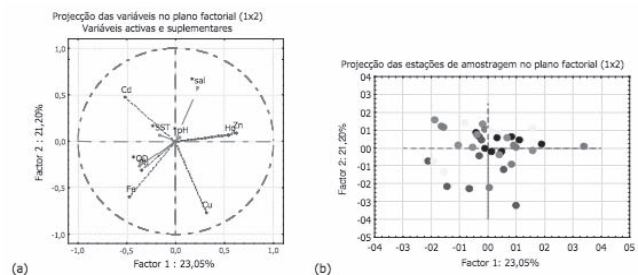 Projecção das variáveis no plano factorial (1x2)
Variáveis activas e suplementares
1,0
0,5
0,0
-0,5
-1,0
Factor 2 : 21,20%
Cd
sal
SST
pH
Hg
Zn
OD
Fe
Cu
-1,0 -0,5 0,0 0,5 1,0
Factor 1 : 23,05%
(a)
Projecção das estações de amostragem no plano factorial (1x2)
04
03
02
01
00
-01
-02
-03
-04
-05
Factor 2: 21,20%
-04 -03 -02 -01 00 01 02 03 04 05
Factor 1: 23,05%
(b)